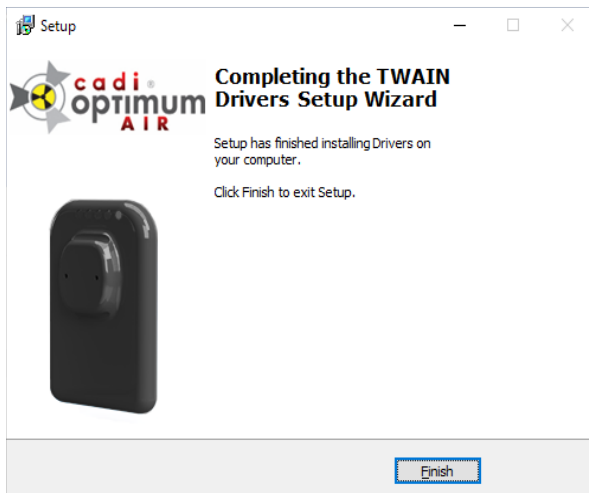 Setup
cadi®
optimum
AIR
Completing the TWAIN
Drivers Setup Wizard
Setup has finished installing Drivers on
your computer.
Click Finish to exit Setup.
Finish